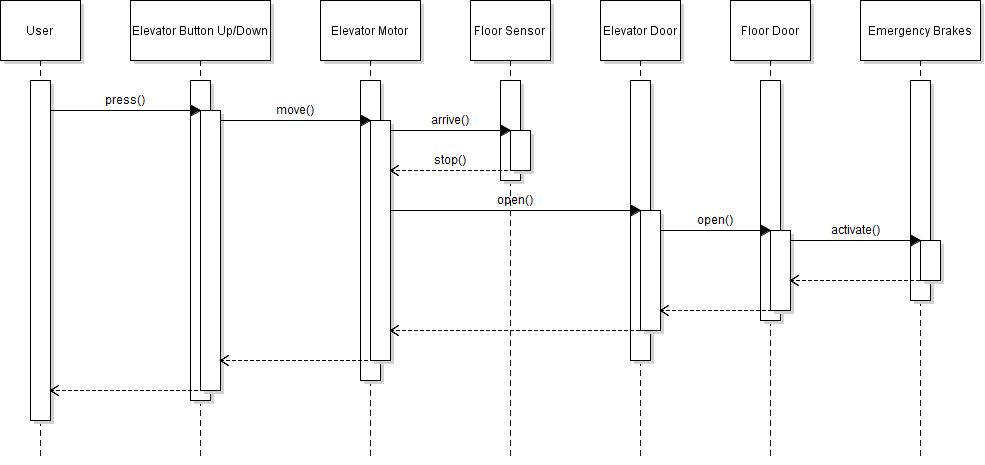 User
Elevator Button Up/Down
Elevator Motor
Floor Sensor
Elevator Door
Floor Door
Emergency Brakes
press()
move()
arrive()
stop()
open()
open()
activate()